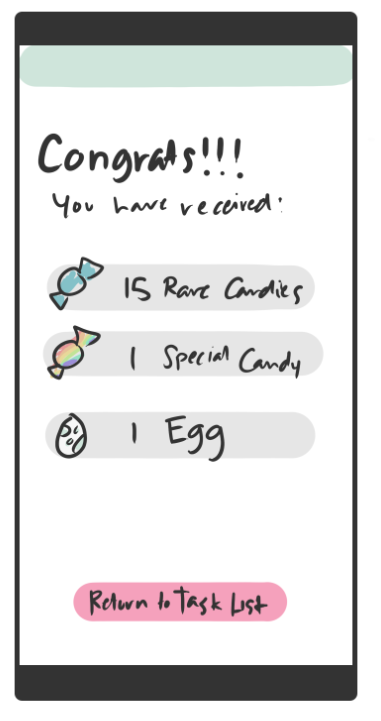 Congrats!!!
You have received:
15 Rare Candies
1 Special Candy
1 Egg
Return to Task List